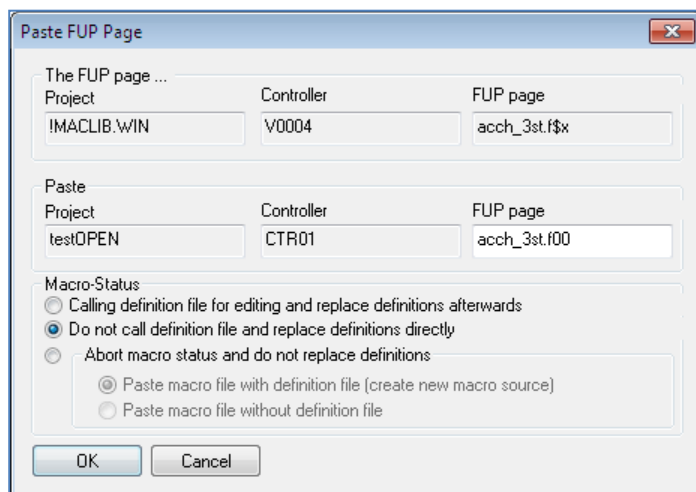 Paste FUP Page
The FUP page ...
Project Controller FUP page
!MACLIB.WIN V0004 acch_3st.f$x
Paste
Project Controller FUP page
testOPEN CTR01 acch_3st.f00
Macro-Status
Calling definition file for editing and replace definitions afterwards
Do not call definition file and replace definitions directly
Abort macro status and do not replace definitions
Paste macro file with definition file (create new macro source)
Paste macro file without definition file
OK Cancel